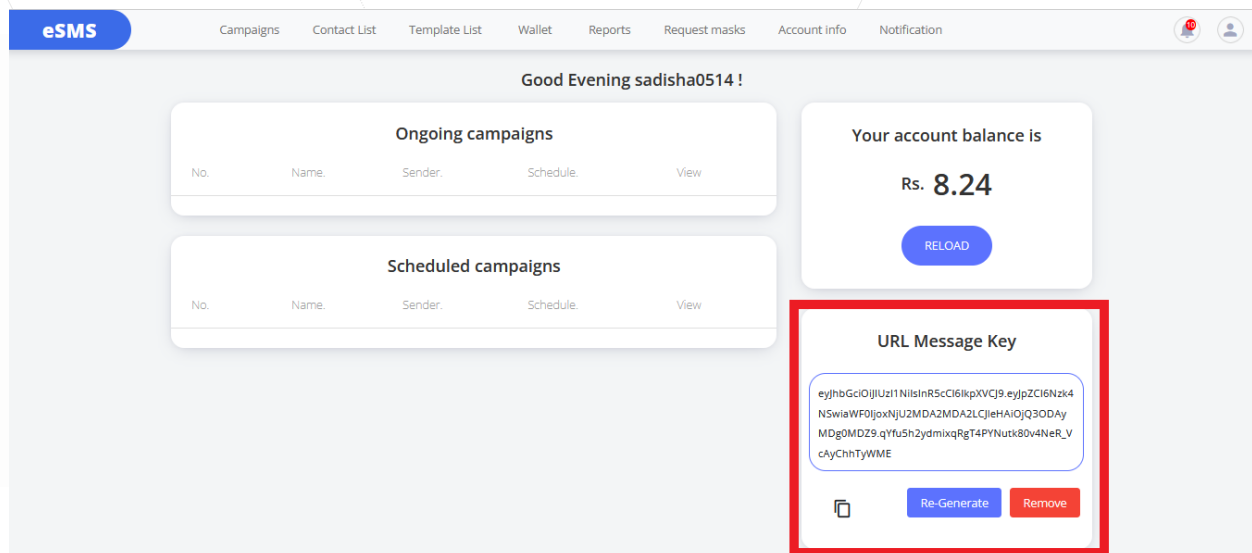 eSMS
Campaigns Contact List Template List Wallet Reports Request masks Account info Notification
10
Good Evening sadisha0514 !
Ongoing campaigns
No. Name. Sender. Schedule. View
Scheduled campaigns
No. Name. Sender. Schedule. View
Your account balance is
Rs. 8.24
RELOAD
URL Message Key
eyJhbGciOiJIUzI1NiIsInR5cCI6IkpXVCJ9.eyJpZCI6Nzk4
NSwiaWF0IjoxNjU2MDA2MDA2LCJleHAiOjQ3ODAy
MDg0MDZ9.qYfu5h2ydmixqRgT4PYNutk80v4NeR_V
cAyChhTyWME
Re-Generate Remove